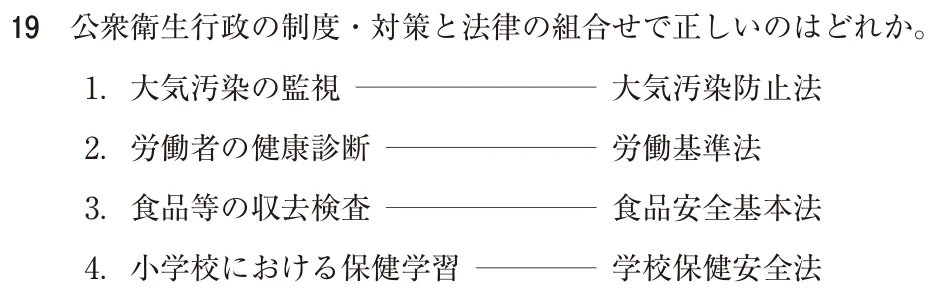 19 公衆衛生行政の制度・対策と法律の組合せで正しいのはどれか。
1. 大気汚染の監視 ―――――――― 大気汚染防止法
2. 労働者の健康診断 ――――――― 労働基準法
3. 食品等の収去検査 ――――――― 食品安全基本法
4. 小学校における保健学習 ―――― 学校保健安全法